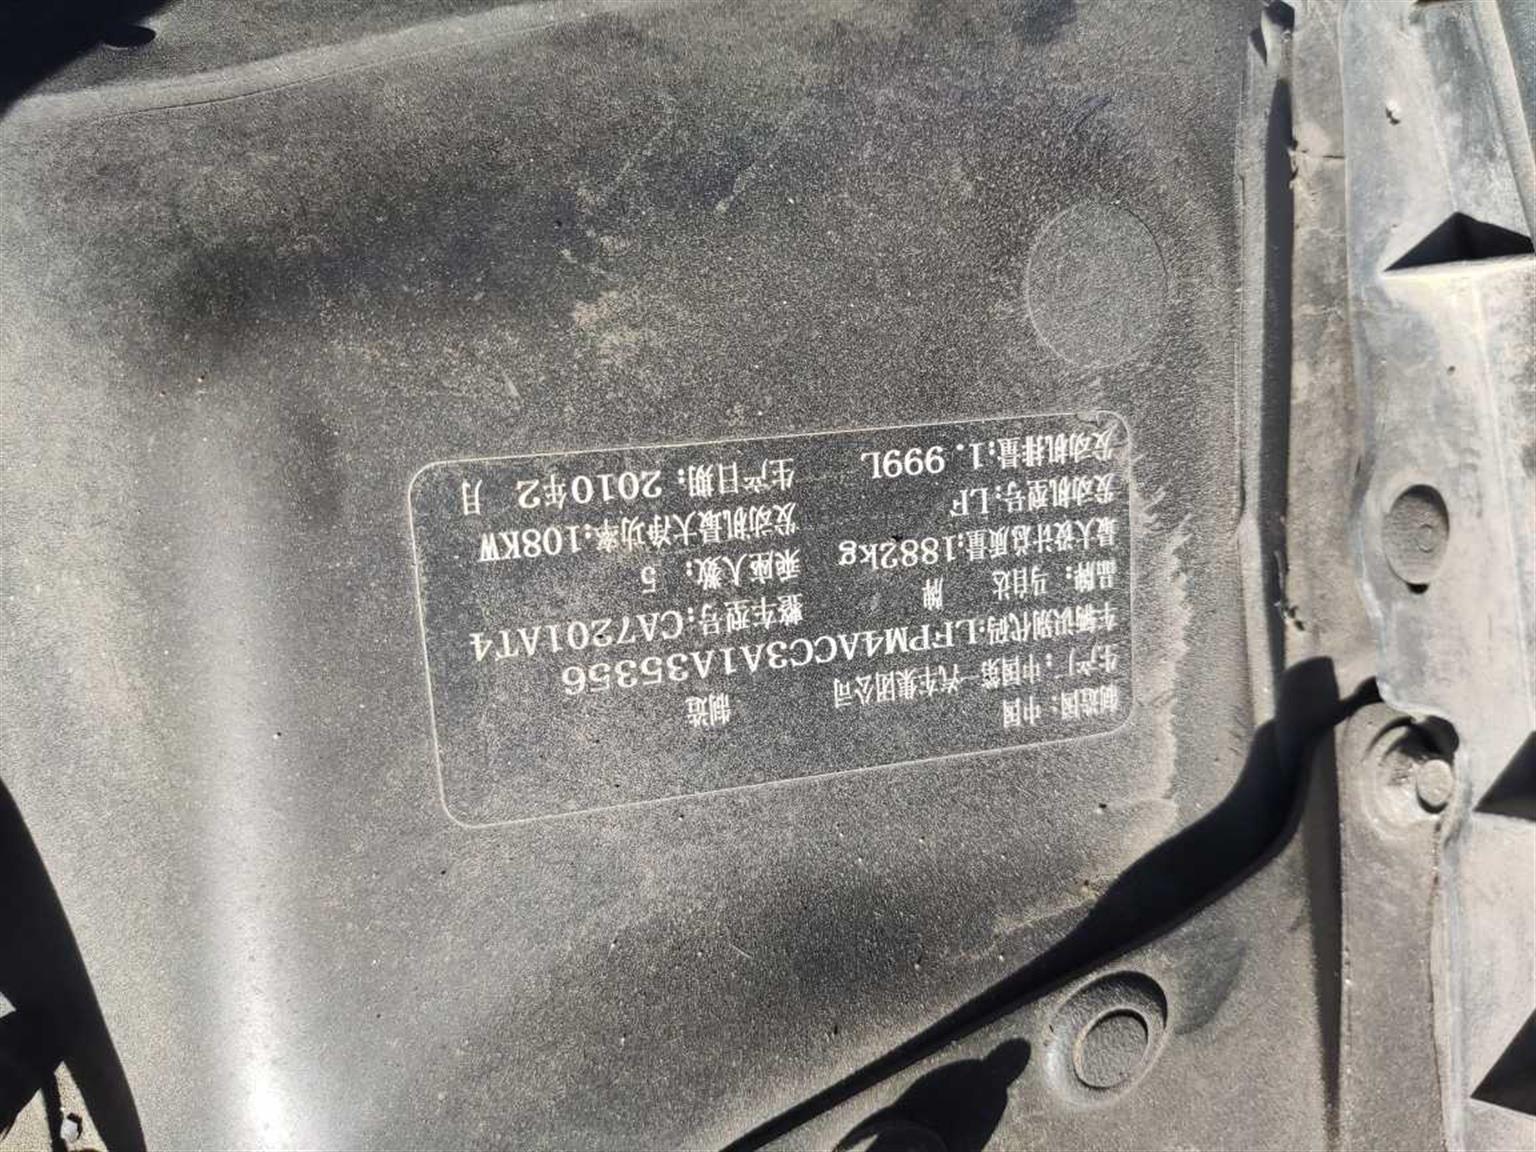 制造国：中国
生产厂：中国第一汽车集团公司 制造
车辆识别代码：LFPM4ACC3A1A35356
品牌：马自达 牌 整车型号：CA7201AT4
最大设计总质量：1882kg 乘座人数：5
发动机型号：LF 发动机最大净功率：108KW
发动机排量：1.999L 生产日期：2010年2 月